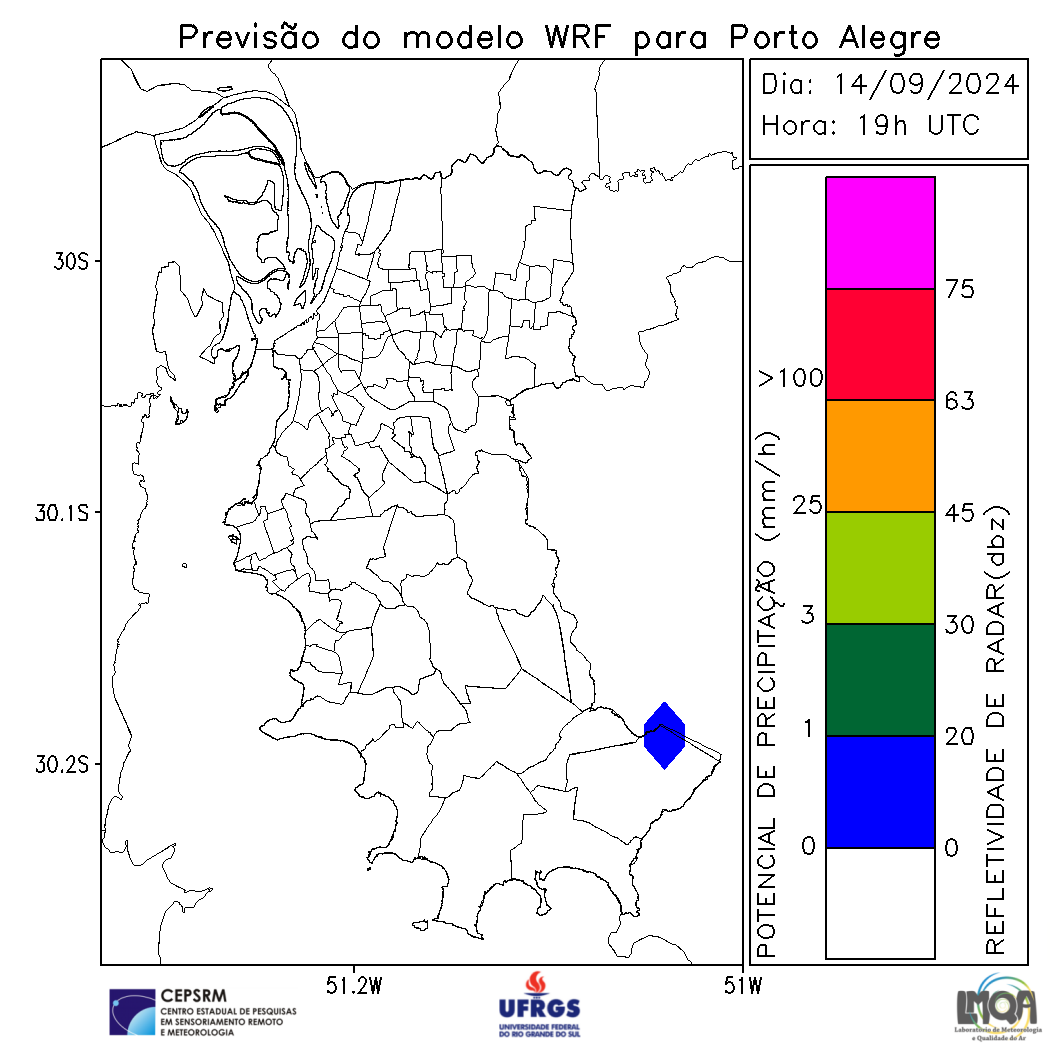 Previsão do modelo WRF para Porto Alegre
Dia: 14/09/2024
Hora: 19h UTC
30S
30.1S
30.2S
51.2W
51W
POTENCIAL DE PRECIPITAÇÃO (mm/h)
>100
25
3
1
0
75
63
45
30
20
0
REFLETIVIDADE DE RADAR(dbz)
CEPSRM
CENTRO ESTADUAL DE PESQUISAS
EM SENSORIAMENTO REMOTO
E METEOROLOGIA
UFRGS
UNIVERSIDADE FEDERAL
DO RIO GRANDE DO SUL
LMQA
Laboratório de Meteorologia
e Qualidade do Ar